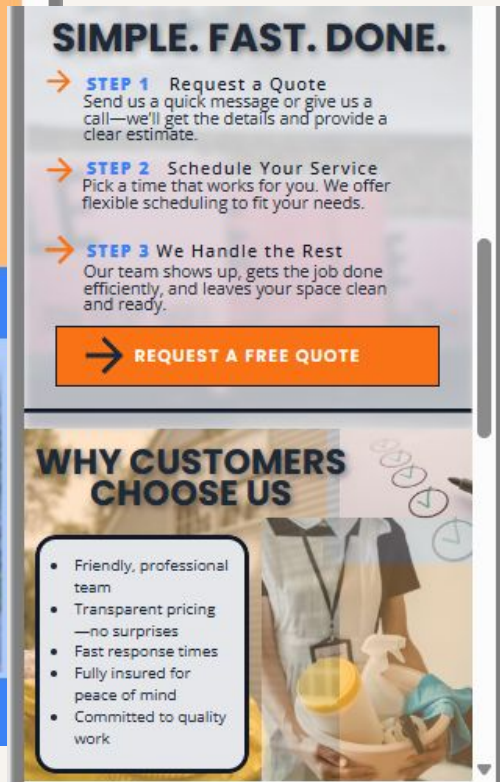 SIMPLE. FAST. DONE.
STEP 1 Request a Quote
Send us a quick message or give us a
call—we'll get the details and provide a
clear estimate.
STEP 2 Schedule Your Service
Pick a time that works for you. We offer
flexible scheduling to fit your needs.
STEP 3 We Handle the Rest
Our team shows up, gets the job done
efficiently, and leaves your space clean
and ready.
REQUEST A FREE QUOTE
WHY CUSTOMERS
CHOOSE US
• Friendly, professional
team
• Transparent pricing
—no surprises
• Fast response times
• Fully insured for
peace of mind
• Committed to quality
work